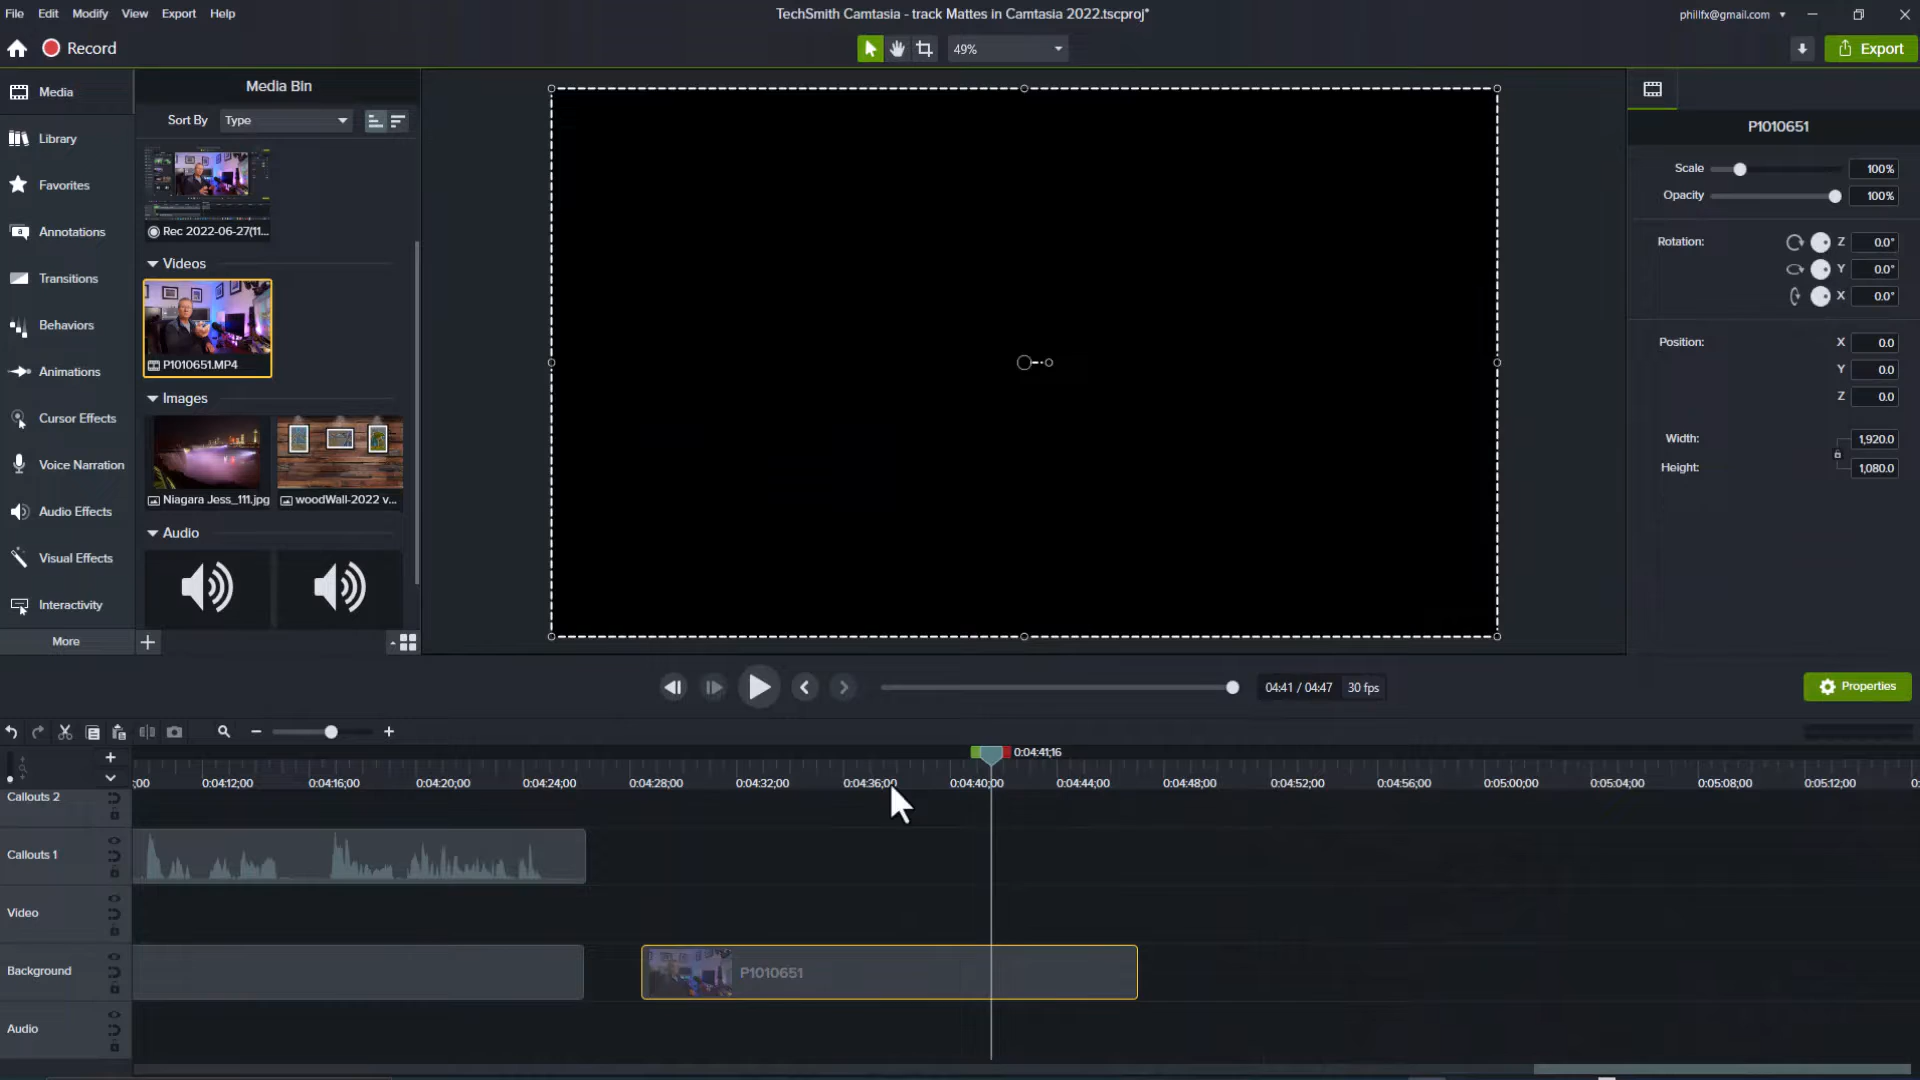 File Edit Modify View Export Help
TechSmith Camtasia - track Mattes in Camtasia 2022.tscproj*
phillfx@gmail.com
Record
49%
Export
Media
Library
Favorites
Annotations
Transitions
Behaviors
Animations
Cursor Effects
Voice Narration
Audio Effects
Visual Effects
Interactivity
More
Media Bin
Sort By Type
Rec 2022-06-27(11...
Videos
P1010651.MP4
Images
Niagara Jess_111.jpg woodWall-2022 v...
Audio
P1010651
Scale 100%
Opacity 100%
Rotation: Z 0.0°
Y 0.0°
X 0.0°
Position: X 0.0
Y 0.0
Z 0.0
Width: 1,920.0
Height: 1,080.0
04:41 / 04:47 30 fps
Properties
0:04:41;16
;00 0:04:12;00 0:04:16;00 0:04:20;00 0:04:24;00 0:04:28;00 0:04:32;00 0:04:36;00 0:04:40;00 0:04:44;00 0:04:48;00 0:04:52;00 0:04:56;00 0:05:00;00 0:05:04;00 0:05:08;00 0:05:12;00 0:
Callouts 2
Callouts 1
Video
Background
P1010651
Audio